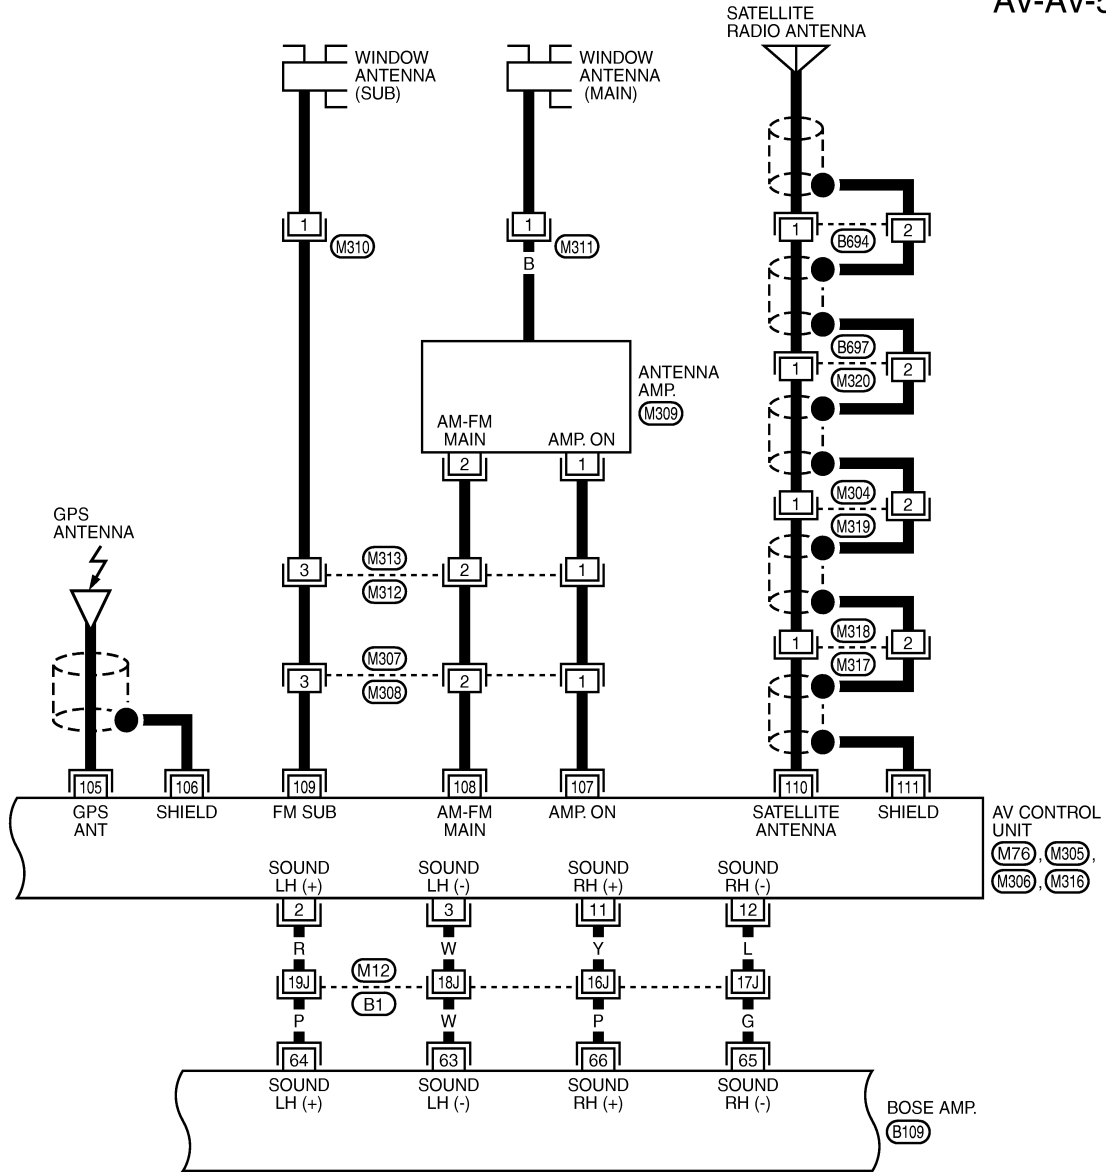 AV-AV-5
SATELLITE
RADIO ANTENNA
WINDOW
ANTENNA
(SUB)
WINDOW
ANTENNA
(MAIN)
1
M310
1
M311
B
1
2
B694
B697
1
2
M320
ANTENNA
AMP.
M309
AM-FM
MAIN
AMP. ON
2
1
M304
1
2
M319
GPS
ANTENNA
M313
3
2
1
M312
M318
1
2
M317
M307
3
2
1
M308
105
106
109
108
107
110
111
GPS
ANT
SHIELD
FM SUB
AM-FM
MAIN
AMP. ON
SATELLITE
ANTENNA
SHIELD
AV CONTROL
UNIT
M76 , M305 ,
M306 , M316
SOUND
LH (+)
SOUND
LH (-)
SOUND
RH (+)
SOUND
RH (-)
2
3
11
12
R
W
Y
L
M12
19J
18J
16J
17J
B1
P
W
P
G
64
63
66
65
SOUND
LH (+)
SOUND
LH (-)
SOUND
RH (+)
SOUND
RH (-)
BOSE AMP.
B109